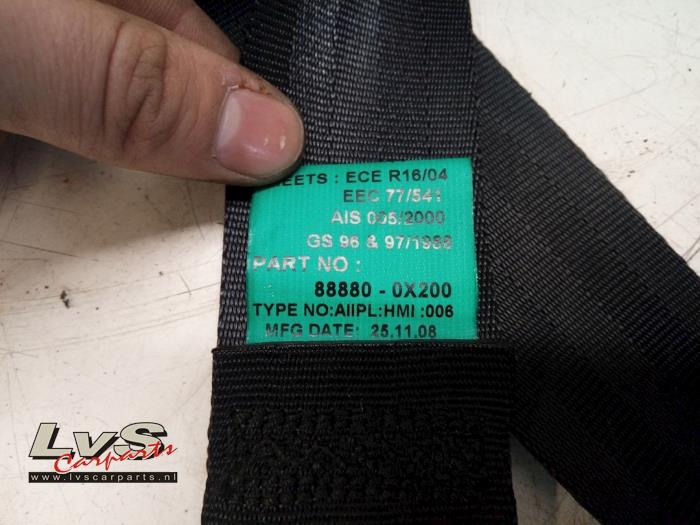 MEETS : ECE R16/04
EEC 77/541
AIS 005/2000
GS 96 & 97/1988
PART NO :
88880 - 0X200
TYPE NO:AIIPL:HMI :006
MFG DATE: 25.11.08
LvS
Carparts
www.lvscarparts.nl